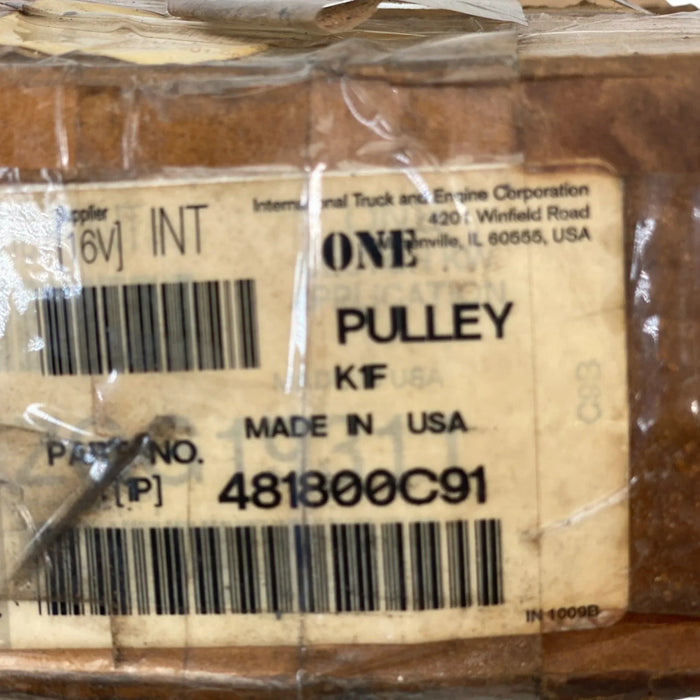 Supplier
[16V] INT
International Truck and Engine Corporation
4201 Winfield Road
Warrenville, IL 60555, USA
ONE
PULLEY
K1F
MADE IN USA
PART NO.
[1P] 481800C91
IN 1009B